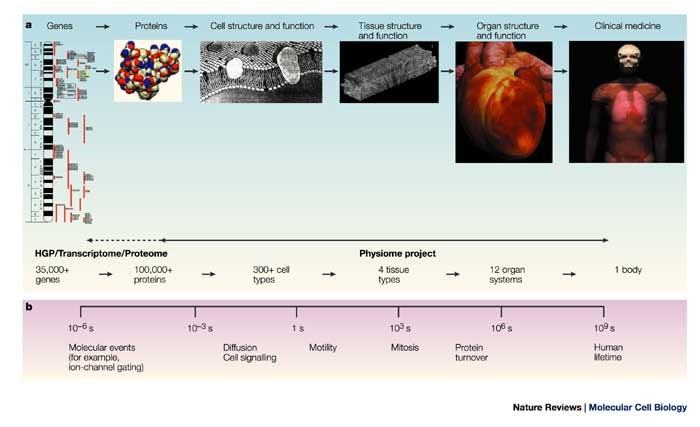 a
Genes
Proteins
Cell structure and function
Tissue structure
and function
Organ structure
and function
Clinical medicine
HGP/Transcriptome/Proteome
Physiome project
35,000+
genes
100,000+
proteins
300+ cell
types
4 tissue
types
12 organ
systems
1 body
b
10⁻⁶ s
10⁻³ s
1 s
10³ s
10⁶ s
10⁹ s
Molecular events
(for example,
ion-channel gating)
Diffusion
Cell signalling
Motility
Mitosis
Protein
turnover
Human
lifetime
Nature Reviews | Molecular Cell Biology